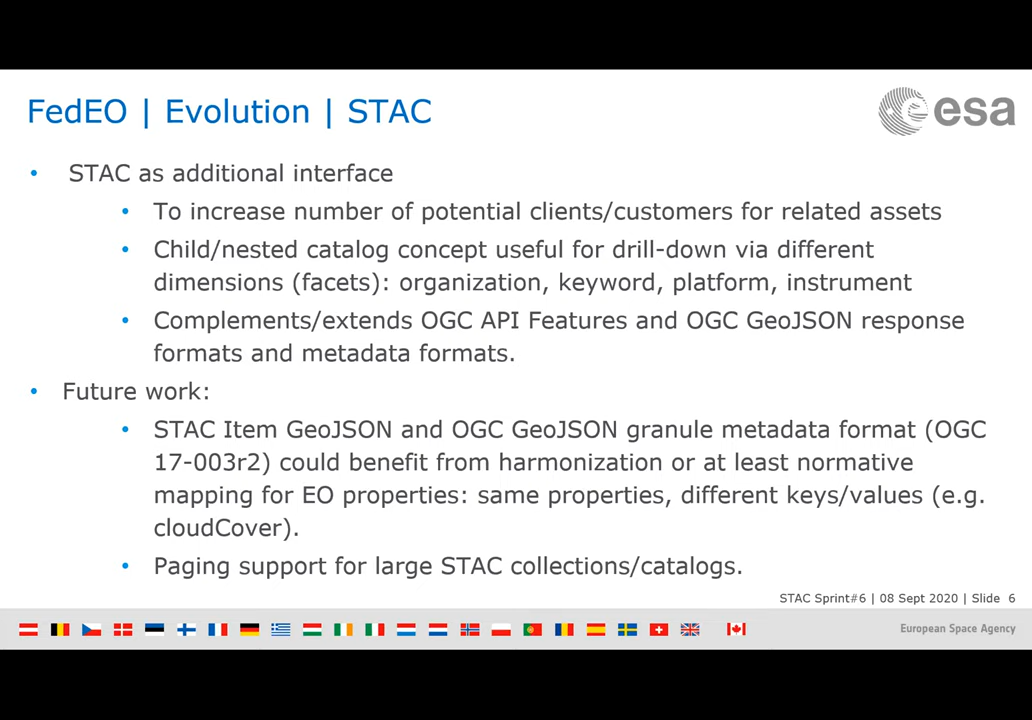 FedEO | Evolution | STAC
esa
• STAC as additional interface
• To increase number of potential clients/customers for related assets
• Child/nested catalog concept useful for drill-down via different
dimensions (facets): organization, keyword, platform, instrument
• Complements/extends OGC API Features and OGC GeoJSON response
formats and metadata formats.
• Future work:
• STAC Item GeoJSON and OGC GeoJSON granule metadata format (OGC
17-003r2) could benefit from harmonization or at least normative
mapping for EO properties: same properties, different keys/values (e.g.
cloudCover).
• Paging support for large STAC collections/catalogs.
STAC Sprint#6 | 08 Sept 2020 | Slide 6
European Space Agency